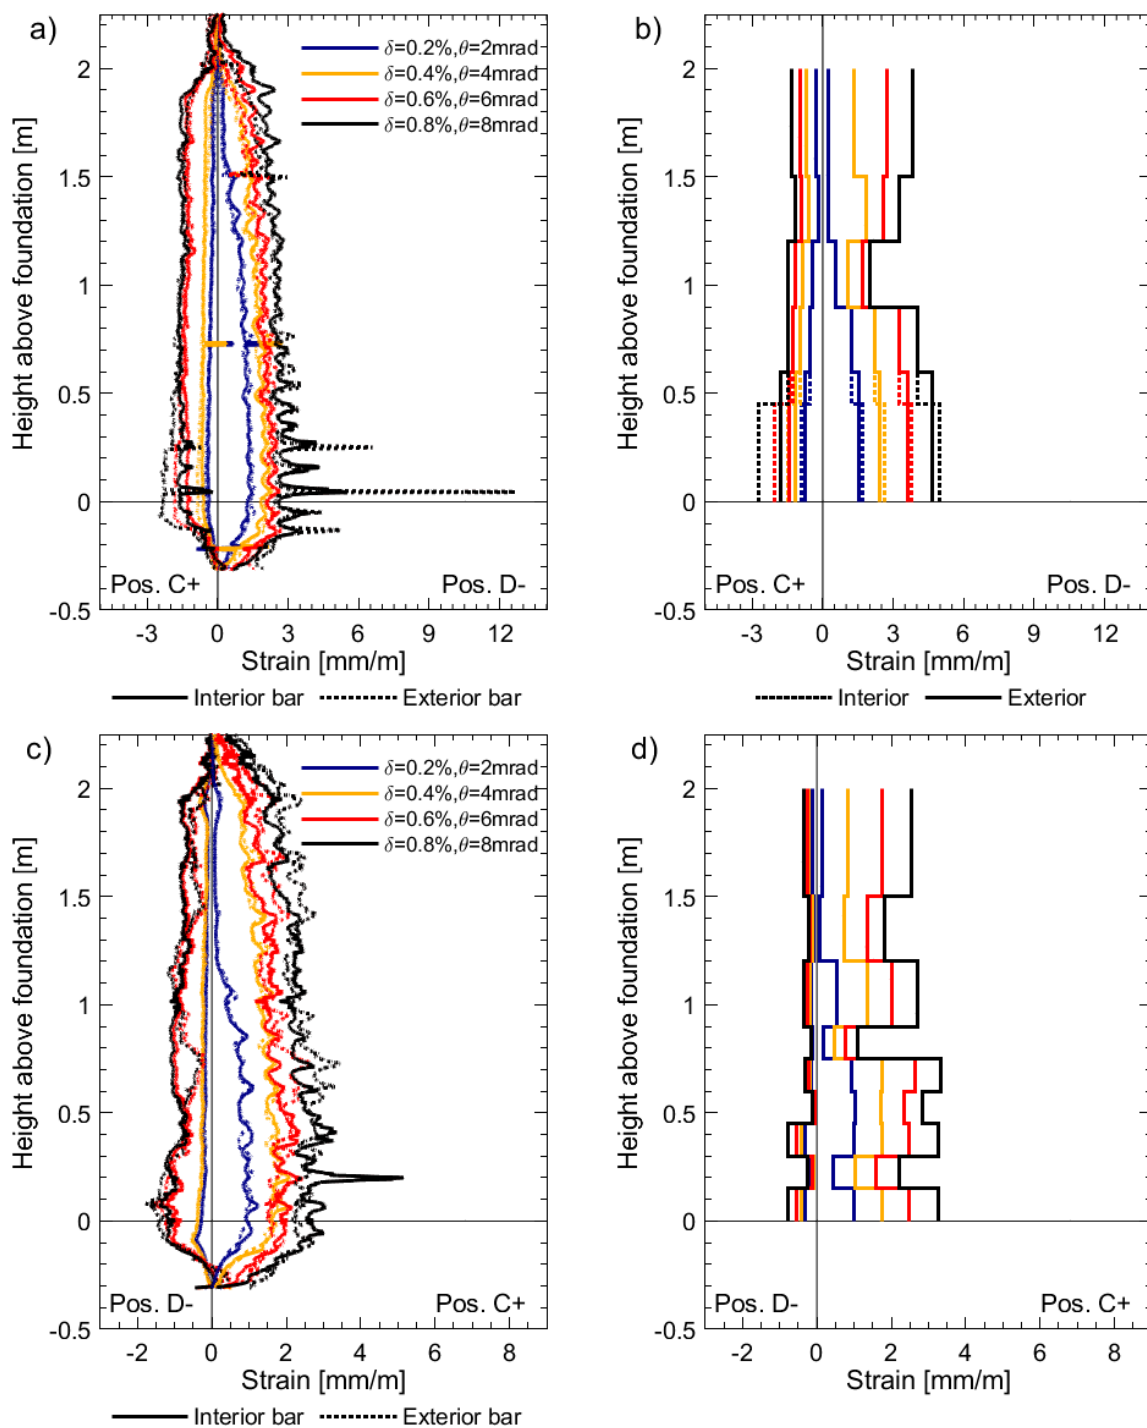 a)
δ=0.2%,θ=2mrad
δ=0.4%,θ=4mrad
δ=0.6%,θ=6mrad
δ=0.8%,θ=8mrad
Height above foundation [m]
2
1.5
1
0.5
0
-0.5
Pos. C+
Pos. D-
-3 0 3 6 9 12
Strain [mm/m]
Interior bar
Exterior bar
b)
Height above foundation [m]
2
1.5
1
0.5
0
-0.5
Pos. C+
Pos. D-
-3 0 3 6 9 12
Strain [mm/m]
Interior
Exterior
c)
δ=0.2%,θ=2mrad
δ=0.4%,θ=4mrad
δ=0.6%,θ=6mrad
δ=0.8%,θ=8mrad
Height above foundation [m]
2
1.5
1
0.5
0
-0.5
Pos. D-
Pos. C+
-2 0 2 4 6 8
Strain [mm/m]
Interior bar
Exterior bar
d)
Height above foundation [m]
2
1.5
1
0.5
0
-0.5
Pos. D-
Pos. C+
-2 0 2 4 6 8
Strain [mm/m]